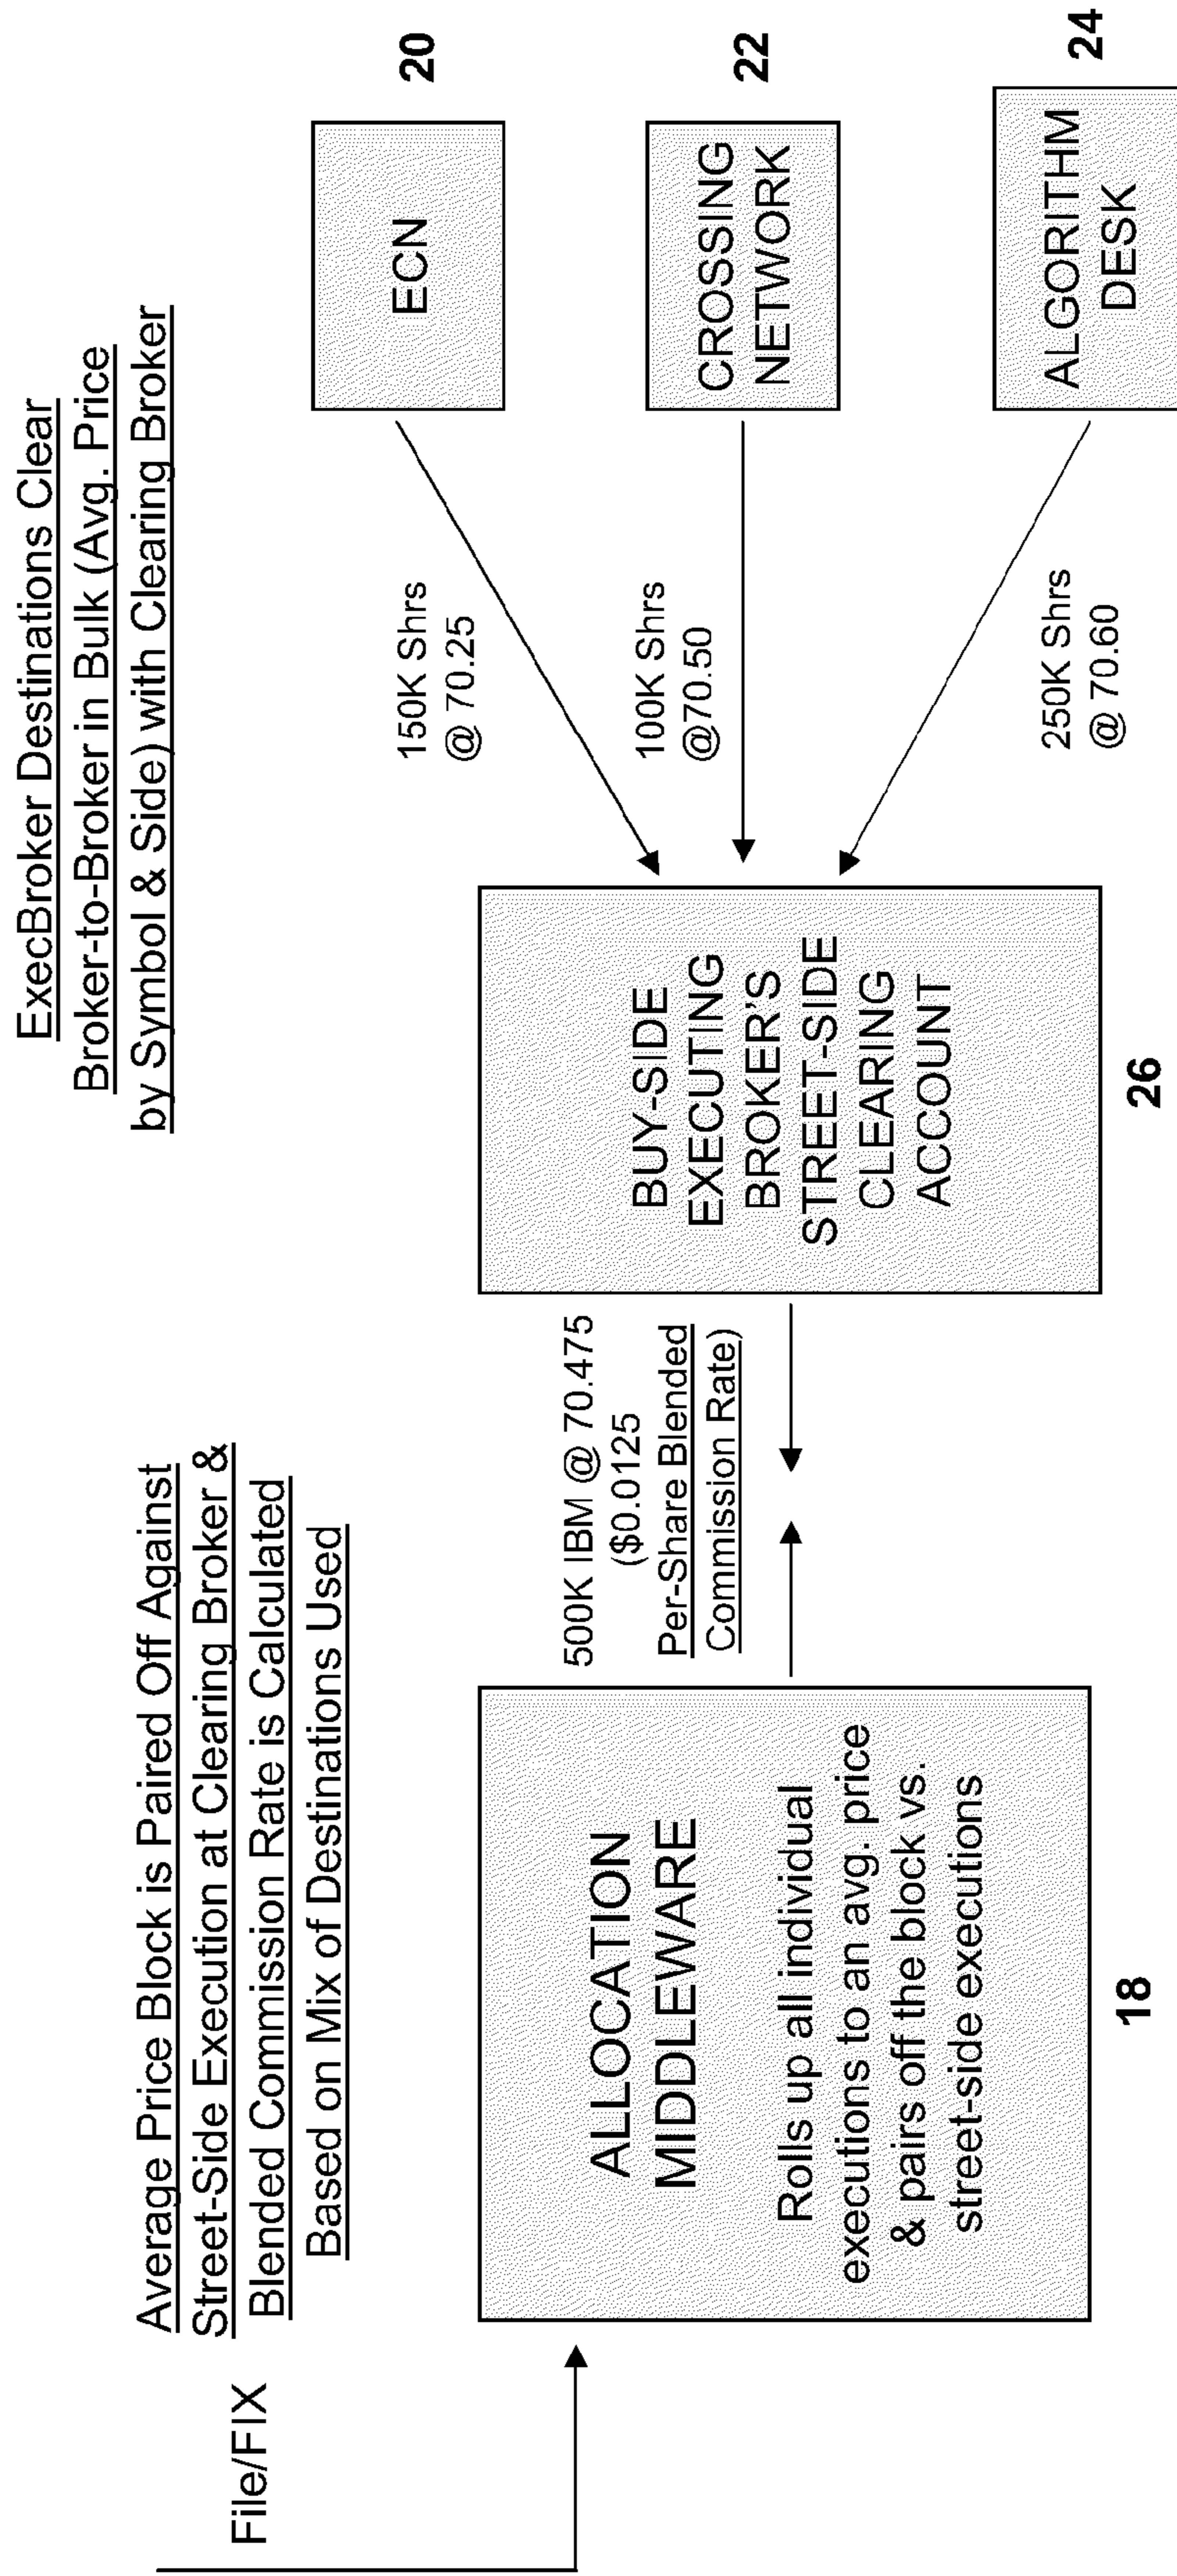 File/FIX
Average Price Block is Paired Off Against
Street-Side Execution at Clearing Broker &
Blended Commission Rate is Calculated
Based on Mix of Destinations Used
ALLOCATION
MIDDLEWARE
Rolls up all individual
executions to an avg. price
& pairs off the block vs.
street-side executions
18
500K IBM @ 70.475
($0.0125
Per-Share Blended
Commission Rate)
BUY-SIDE
EXECUTING
BROKER'S
STREET-SIDE
CLEARING
ACCOUNT
26
ExecBroker Destinations Clear
Broker-to-Broker in Bulk (Avg. Price
by Symbol & Side) with Clearing Broker
150K Shrs
@ 70.25
100K Shrs
@70.50
250K Shrs
@ 70.60
ECN
20
CROSSING
NETWORK
22
ALGORITHM
DESK
24